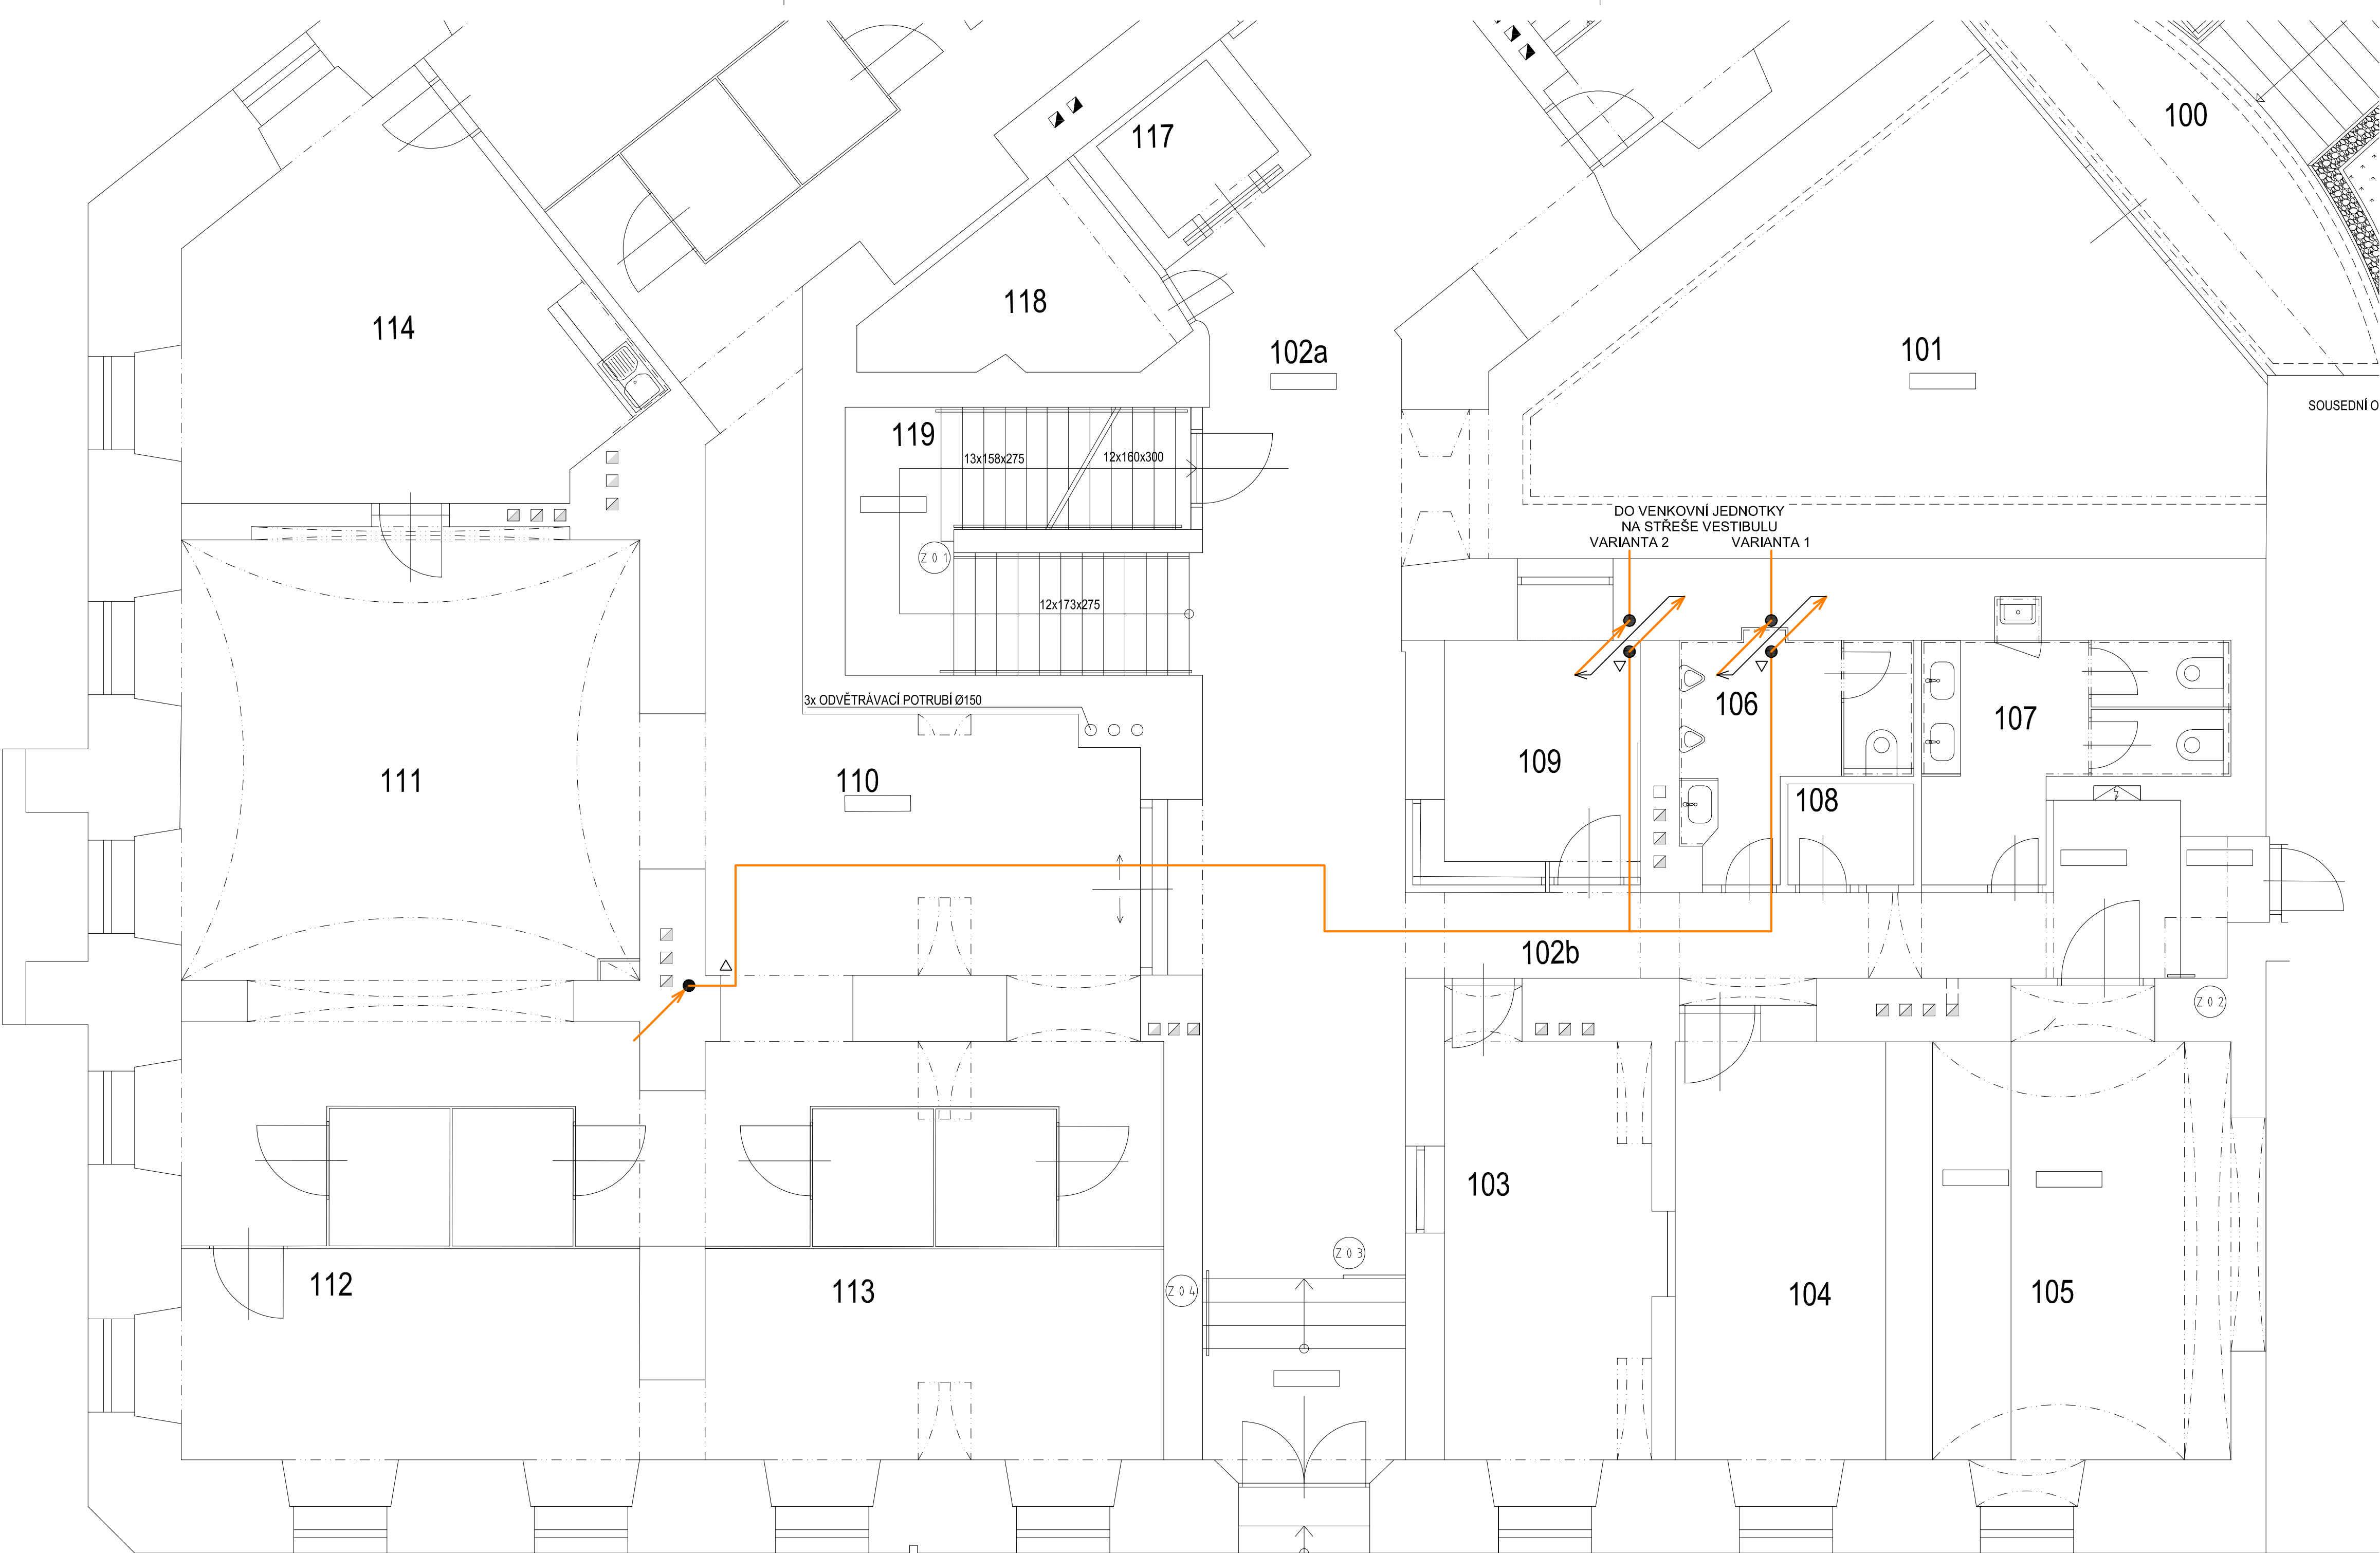 117
100
118
114
102a
101
SOUSEDNÍ O
119
13x158x275
12x160x300
DO VENKOVNÍ JEDNOTKY
NA STŘEŠE VESTIBULU
VARIANTA 2
VARIANTA 1
Z01
12x173x275
3x ODVĚTRÁVACÍ POTRUBÍ Ø150
106
107
109
111
110
108
102b
Z02
103
Z03
112
113
Z04
104
105